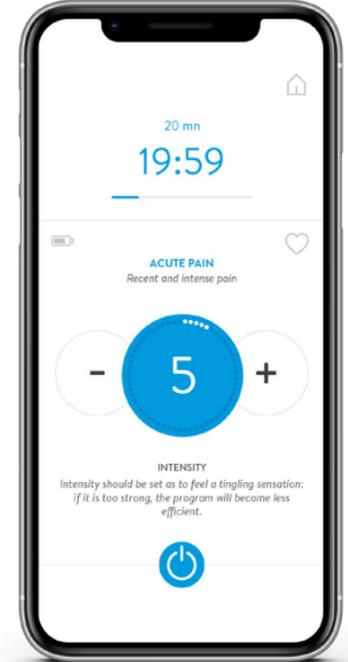 20 mn
19:59
ACUTE PAIN
Recent and intense pain
-
5
+
INTENSITY
Intensity should be set as to feel a tingling sensation:
if it is too strong, the program will become less
efficient.